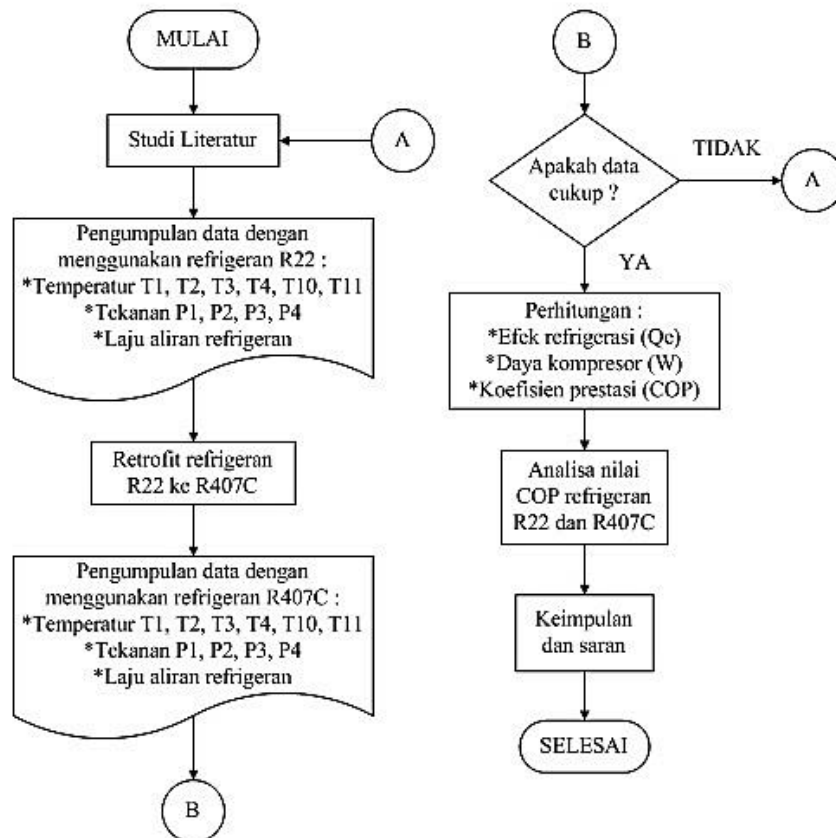 MULAI
Studi Literatur
A
Pengumpulan data dengan
menggunakan refrigeran R22 :
*Temperatur T1, T2, T3, T4, T10, T11
*Tekanan P1, P2, P3, P4
*Laju aliran refrigeran
Retrofit refrigeran
R22 ke R407C
Pengumpulan data dengan
menggunakan refrigeran R407C :
*Temperatur T1, T2, T3, T4, T10, T11
*Tekanan P1, P2, P3, P4
*Laju aliran refrigeran
B
B
Apakah data
cukup ?
TIDAK
A
YA
Perhitungan :
*Efek refrigerasi (Qe)
*Daya kompresor (W)
*Koefisien prestasi (COP)
Analisa nilai
COP refrigeran
R22 dan R407C
Keimpulan
dan saran
SELESAI